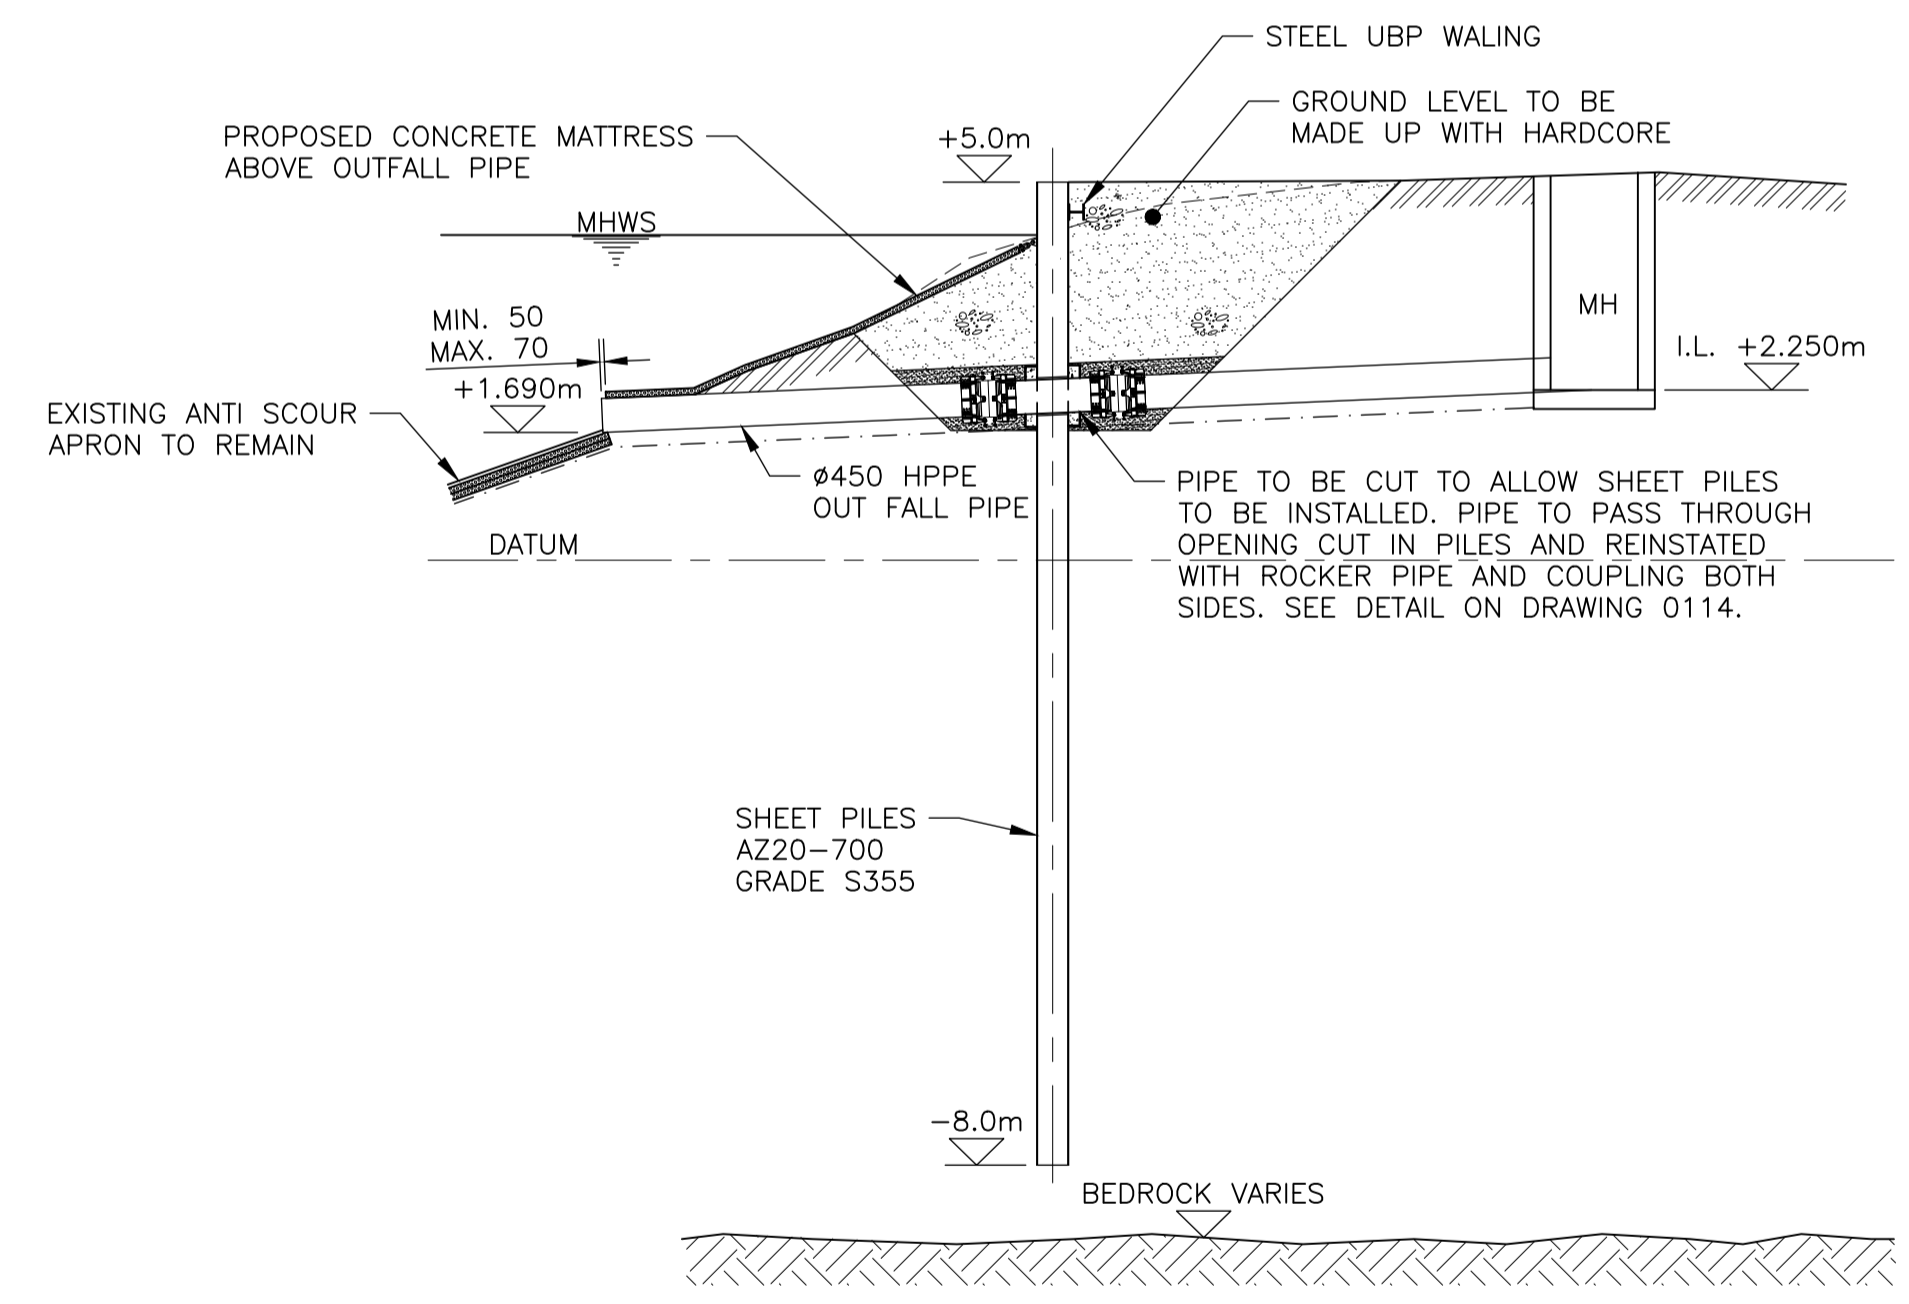 STEEL UBP WALING
GROUND LEVEL TO BE
MADE UP WITH HARDCORE
PROPOSED CONCRETE MATTRESS
ABOVE OUTFALL PIPE
+5.0m
MHWS
MIN. 50
MAX. 70
+1.690m
MH
I.L. +2.250m
EXISTING ANTI SCOUR
APRON TO REMAIN
ø450 HPPE
OUT FALL PIPE
PIPE TO BE CUT TO ALLOW SHEET PILES
TO BE INSTALLED. PIPE TO PASS THROUGH
OPENING CUT IN PILES AND REINSTATED
WITH ROCKER PIPE AND COUPLING BOTH
SIDES. SEE DETAIL ON DRAWING 0114.
DATUM
SHEET PILES
AZ20-700
GRADE S355
-8.0m
BEDROCK VARIES